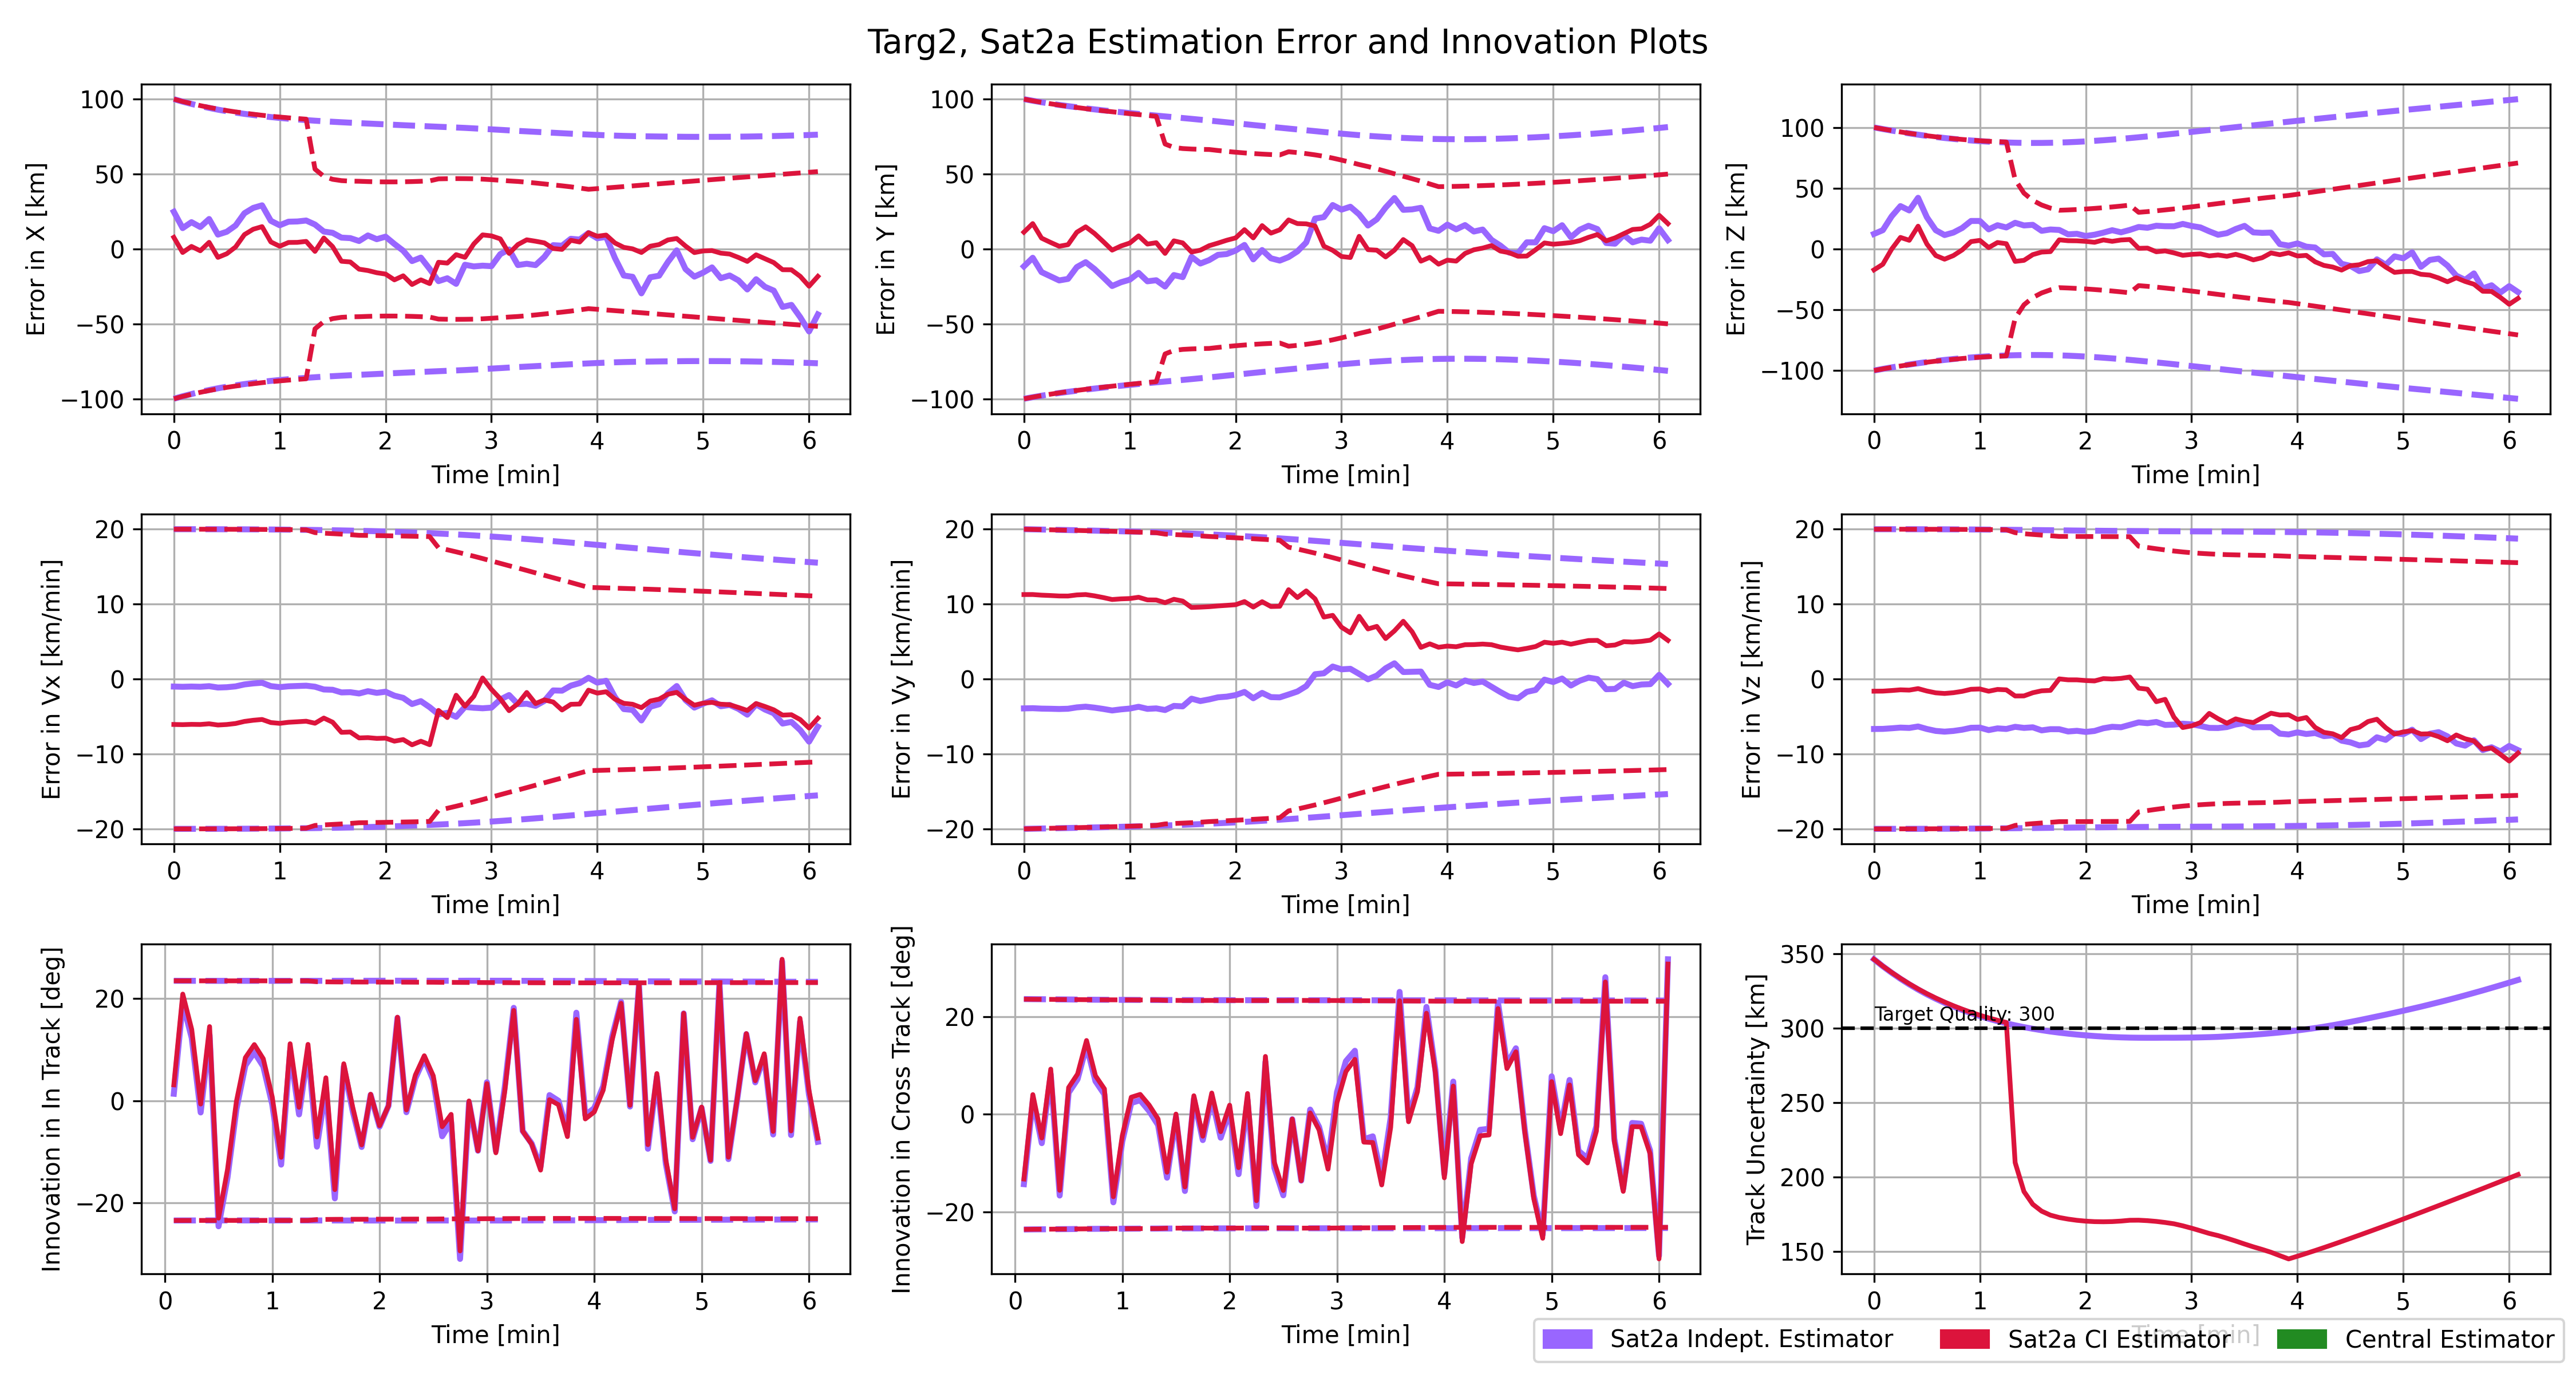 Targ2, Sat2a Estimation Error and Innovation Plots
Error in X [km]
100
50
0
−50
−100
0 1 2 3 4 5 6
Time [min]
Error in Y [km]
100
50
0
−50
−100
0 1 2 3 4 5 6
Time [min]
Error in Z [km]
100
50
0
−50
−100
0 1 2 3 4 5 6
Time [min]
Error in Vx [km/min]
20
10
0
−10
−20
0 1 2 3 4 5 6
Time [min]
Error in Vy [km/min]
20
10
0
−10
−20
0 1 2 3 4 5 6
Time [min]
Error in Vz [km/min]
20
10
0
−10
−20
0 1 2 3 4 5 6
Time [min]
Innovation in In Track [deg]
20
0
−20
0 1 2 3 4 5 6
Time [min]
Innovation in Cross Track [deg]
20
0
−20
0 1 2 3 4 5 6
Time [min]
Track Uncertainty [km]
350
300
250
200
150
Target Quality: 300
0 1 2 3 4 5 6
Time [min]
Sat2a Indept. Estimator
Sat2a CI Estimator
Central Estimator